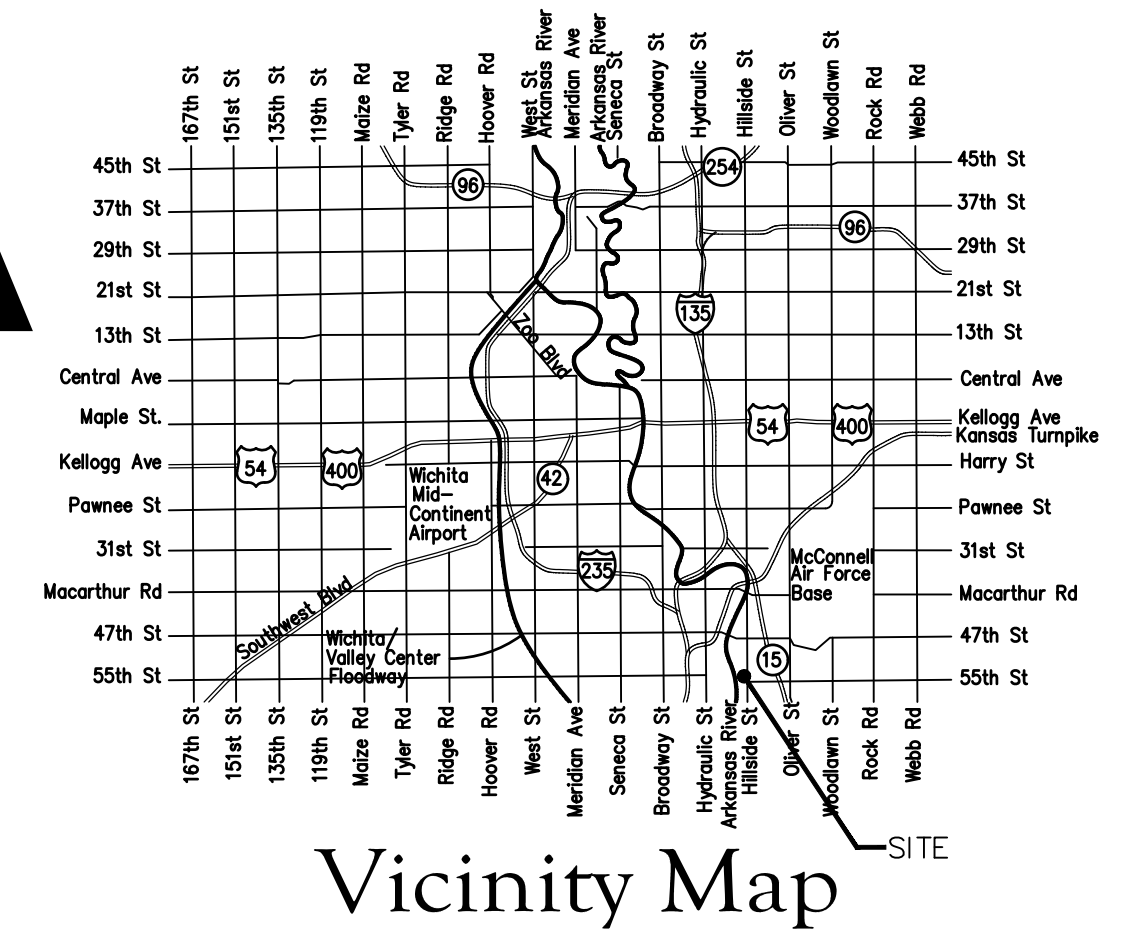 167th St
151st St
135th St
119th St
Maize Rd
Tyler Rd
Ridge Rd
Hoover Rd
West St
Arkansas River
Meridian Ave
Arkansas River
Seneca St
Broadway St
Hydraulic St
Hillside St
Oliver St
Woodlawn St
Rock Rd
Webb Rd
45th St
37th St
29th St
21st St
13th St
Central Ave
Maple St.
Kellogg Ave
Pawnee St
31st St
Macarthur Rd
47th St
55th St
96
254
96
135
Zoo Blvd
54
400
54
400
42
Wichita
Mid-
Continent
Airport
235
McConnell
Air Force
Base
Southwest Blvd
Wichita/
Valley Center
Floodway
15
45th St
37th St
29th St
21st St
13th St
Central Ave
Kellogg Ave
Kansas Turnpike
Harry St
Pawnee St
31st St
Macarthur Rd
47th St
55th St
167th St
151st St
135th St
119th St
Maize Rd
Tyler Rd
Ridge Rd
Hoover Rd
West St
Meridian Ave
Seneca St
Broadway St
Hydraulic St
Arkansas River
Hillside St
Oliver St
Woodlawn St
Rock Rd
Webb Rd
SITE
Vicinity Map